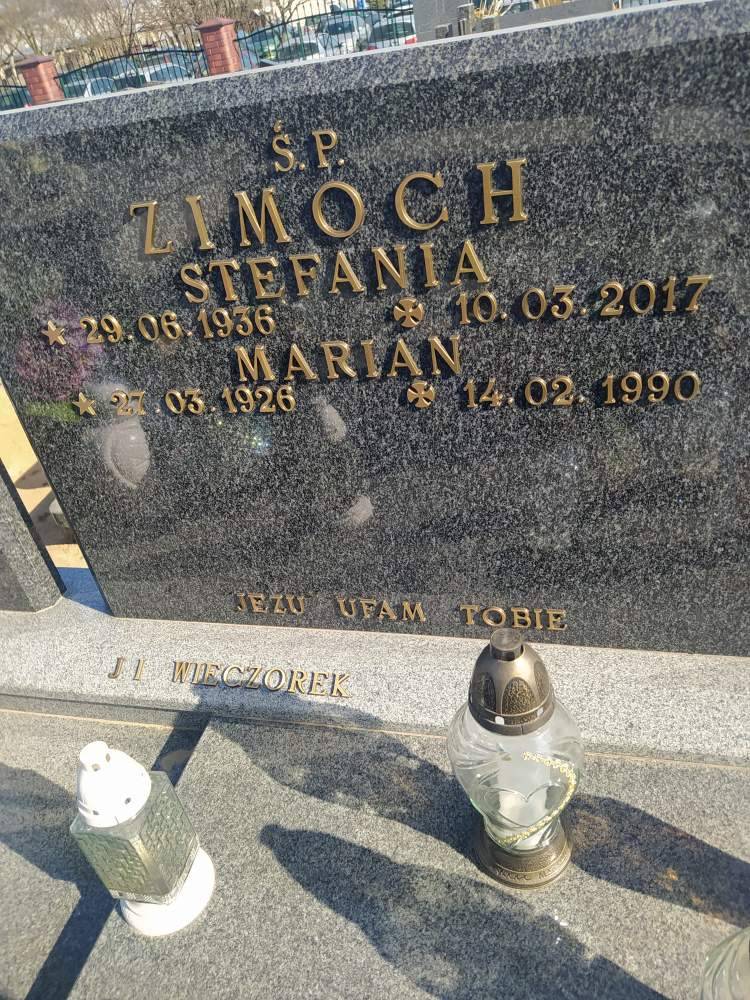 Ś.P.
ZIMOCH
STEFANIA
29.06.1936 10.03.2017
MARIAN
27.03.1926 14.02.1990
JEZU UFAM TOBIE
J I WIECZOREK